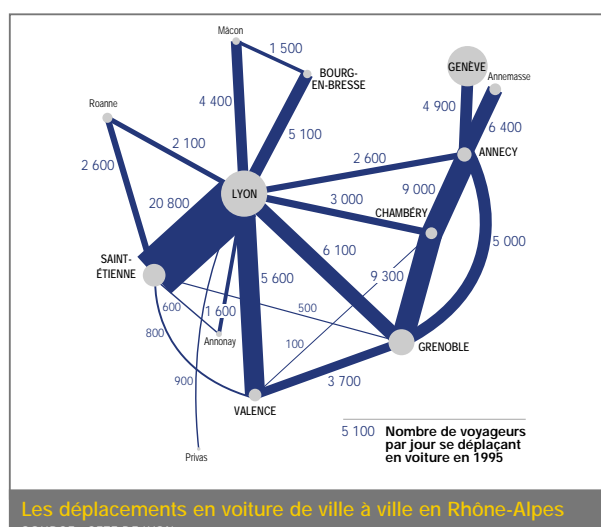 Mâcon
1 500
BOURG-
EN-BRESSE
GENÈVE
Annemasse
Roanne
4 400
4 900
6 400
2 100
5 100
ANNECY
2 600
2 600
LYON
9 000
20 800
3 000
CHAMBÉRY
5 000
6 100
SAINT-
ÉTIENNE
5 600
9 300
600
1 600
500
800
Annonay
100
GRENOBLE
900
3 700
VALENCE
Privas
5 100 Nombre de voyageurs
par jour se déplaçant
en voiture en 1995
Les déplacements en voiture de ville à ville en Rhône-Alpes